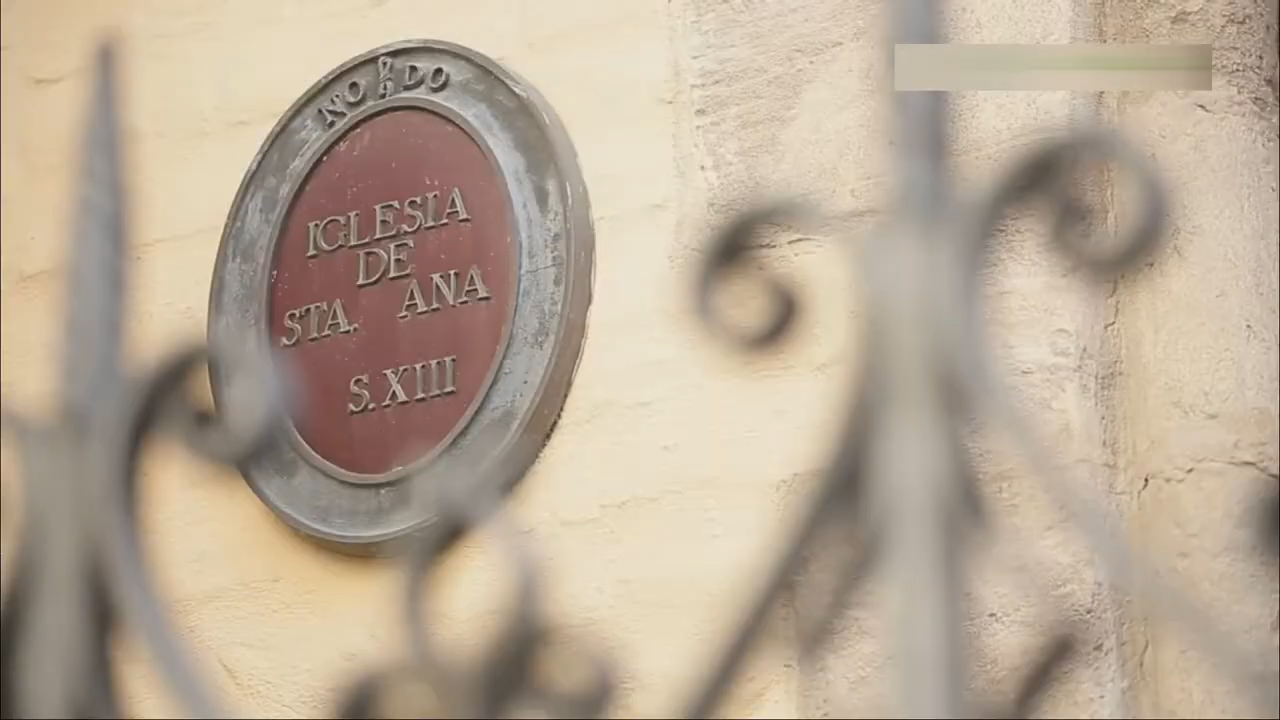 NO8DO
IGLESIA
DE
STA. ANA
S. XIII